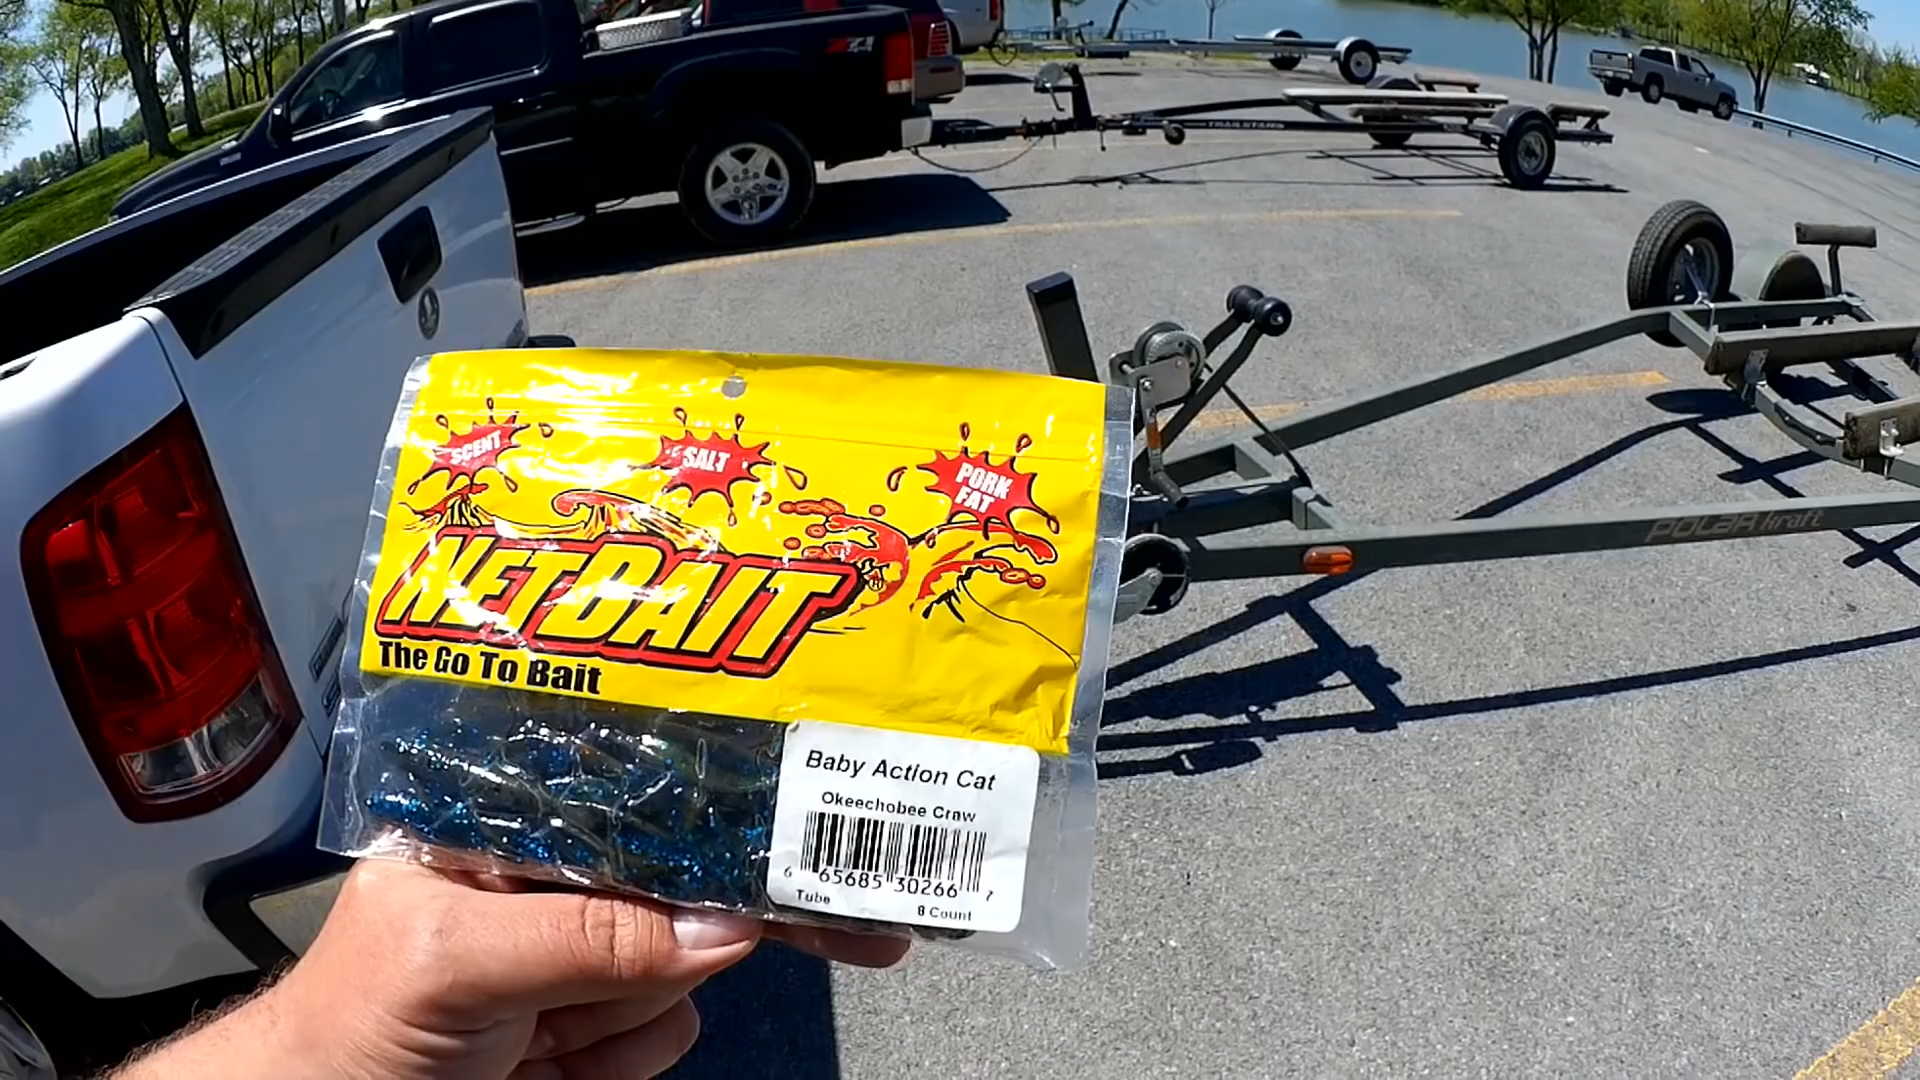 Z71
TRAILSTAR
POLAR kraft
SCENT
SALT
PORK
FAT
NETBAIT
The Go To Bait
Baby Action Cat
Okeechobee Craw
6 65685 30266 7
Tube 8 Count